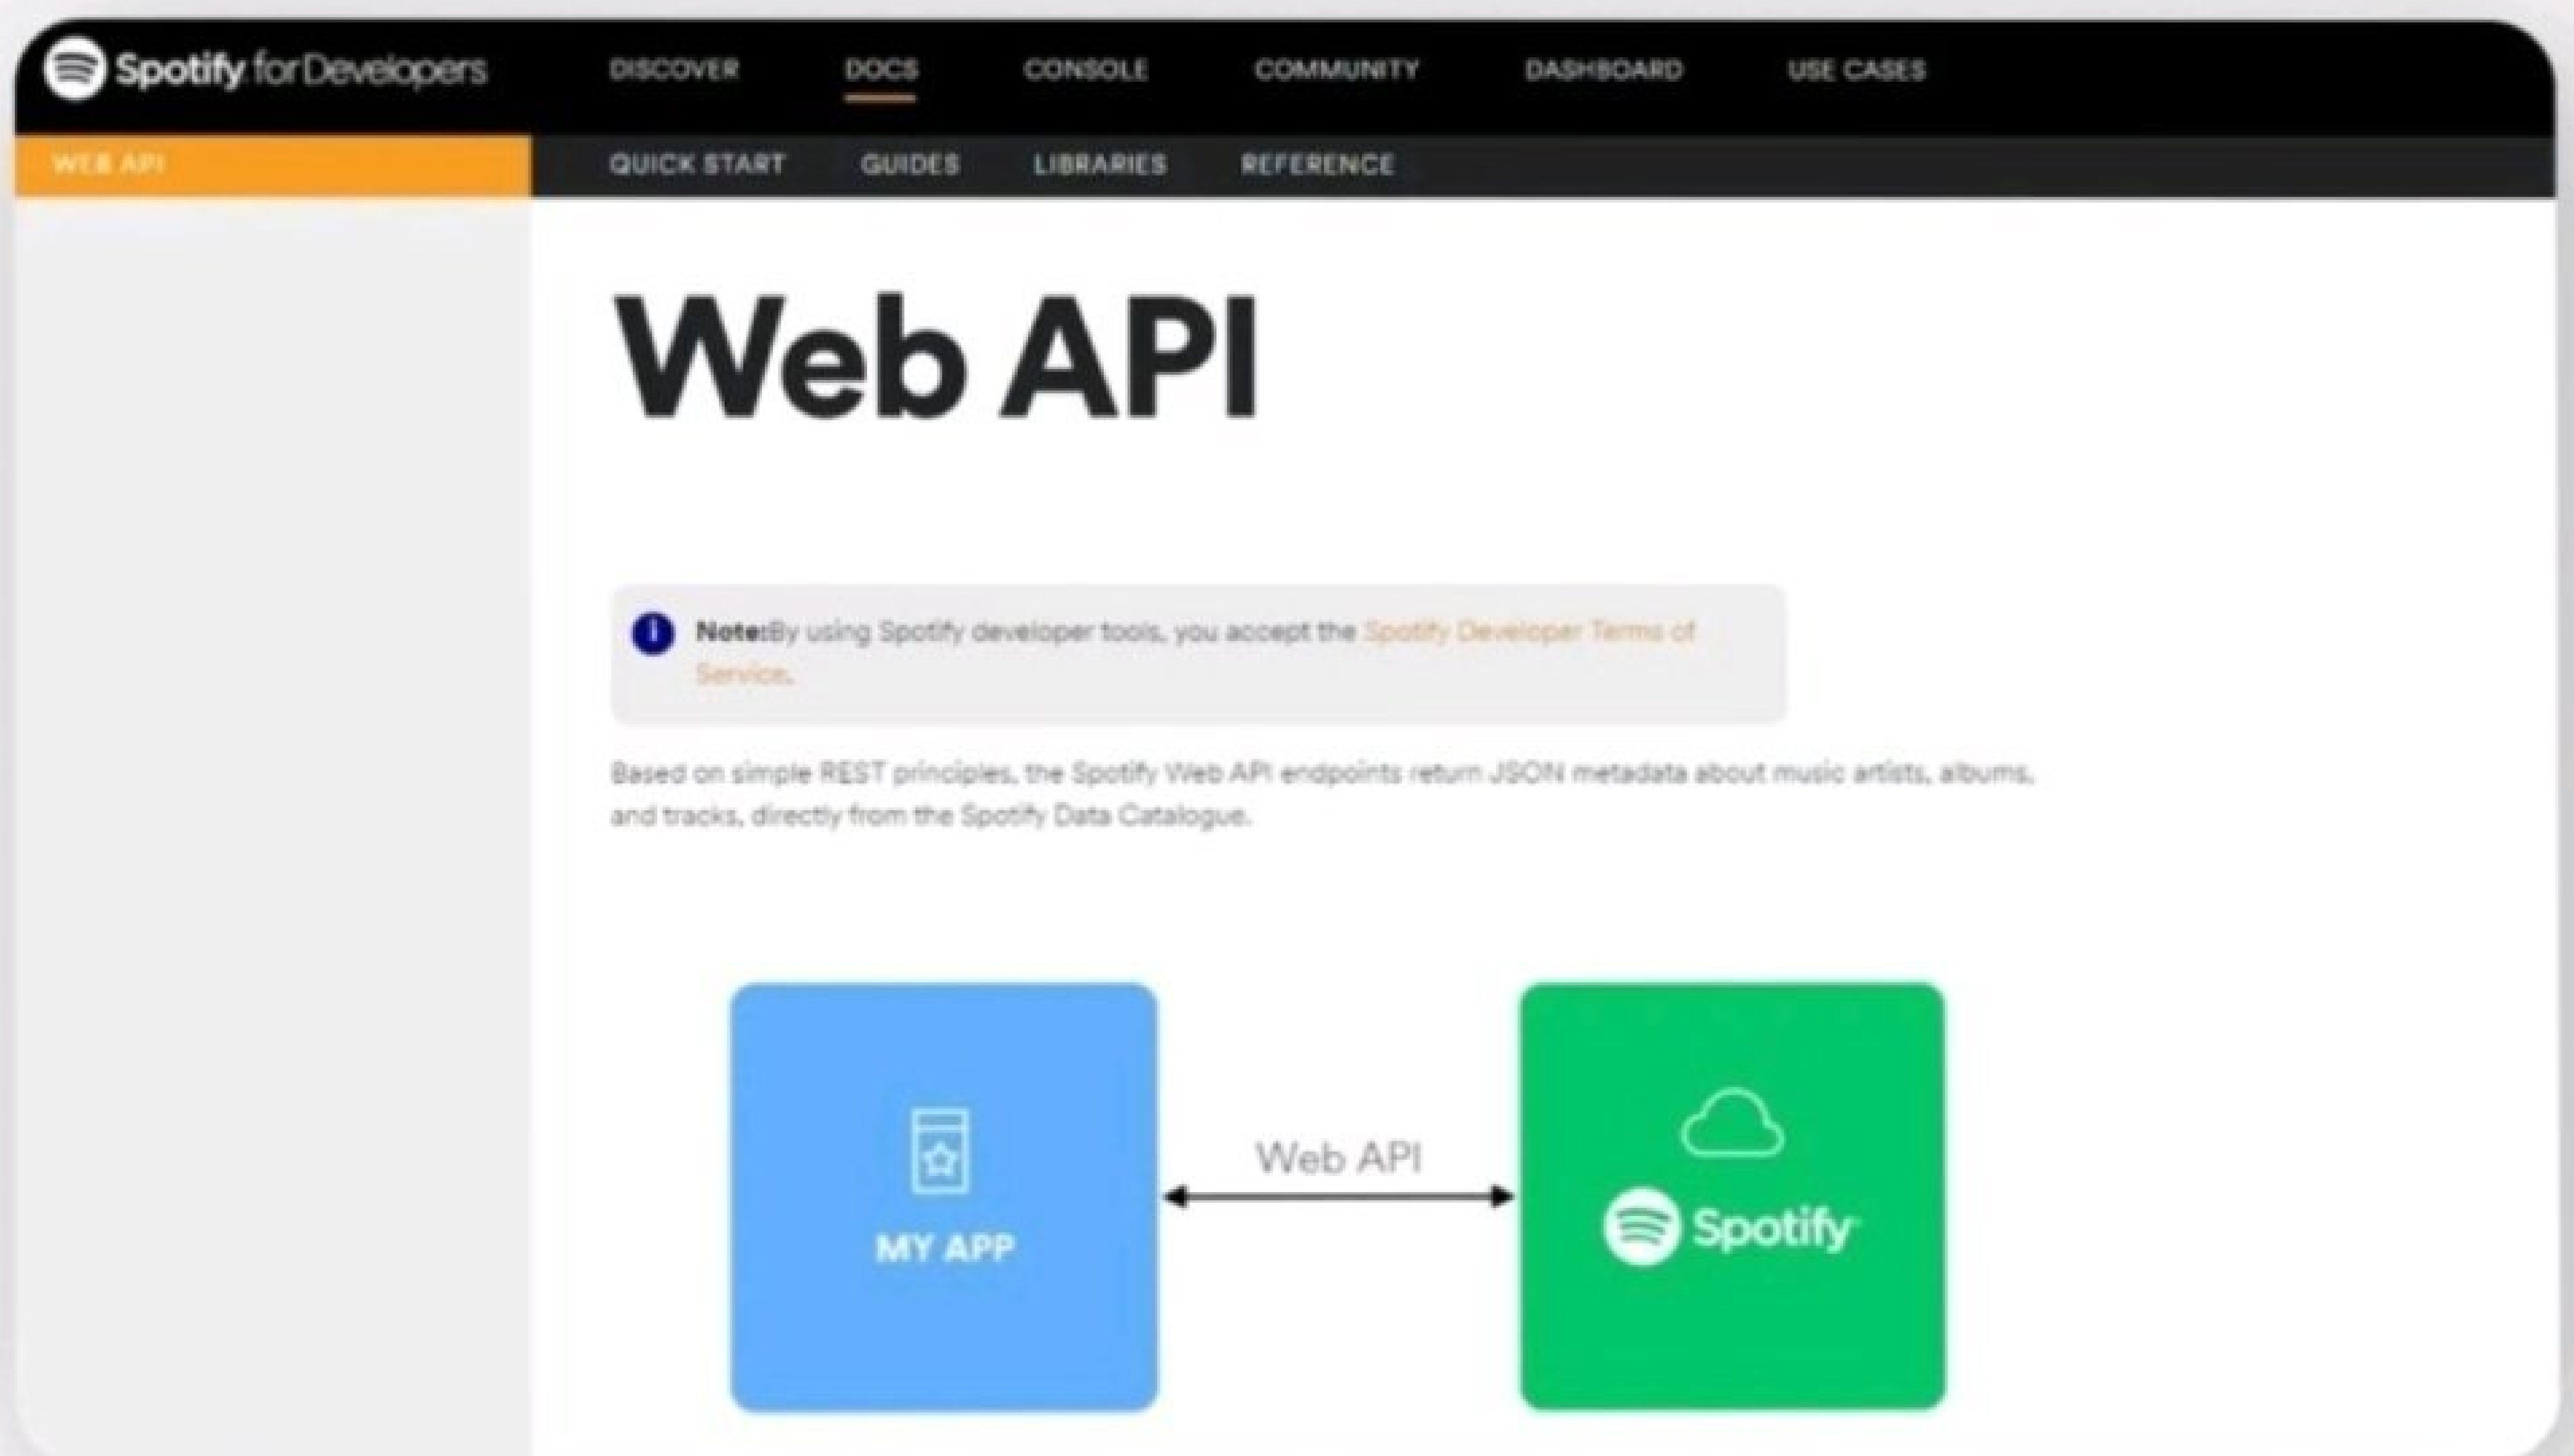 Spotify for Developers
DISCOVER DOCS CONSOLE COMMUNITY DASHBOARD USE CASES
WEB API
QUICK START GUIDES LIBRARIES REFERENCE
Web API
Note:By using Spotify developer tools, you accept the Spotify Developer Terms of
Service.
Based on simple REST principles, the Spotify Web API endpoints return JSON metadata about music artists, albums,
and tracks, directly from the Spotify Data Catalogue.
MY APP
Web API
Spotify